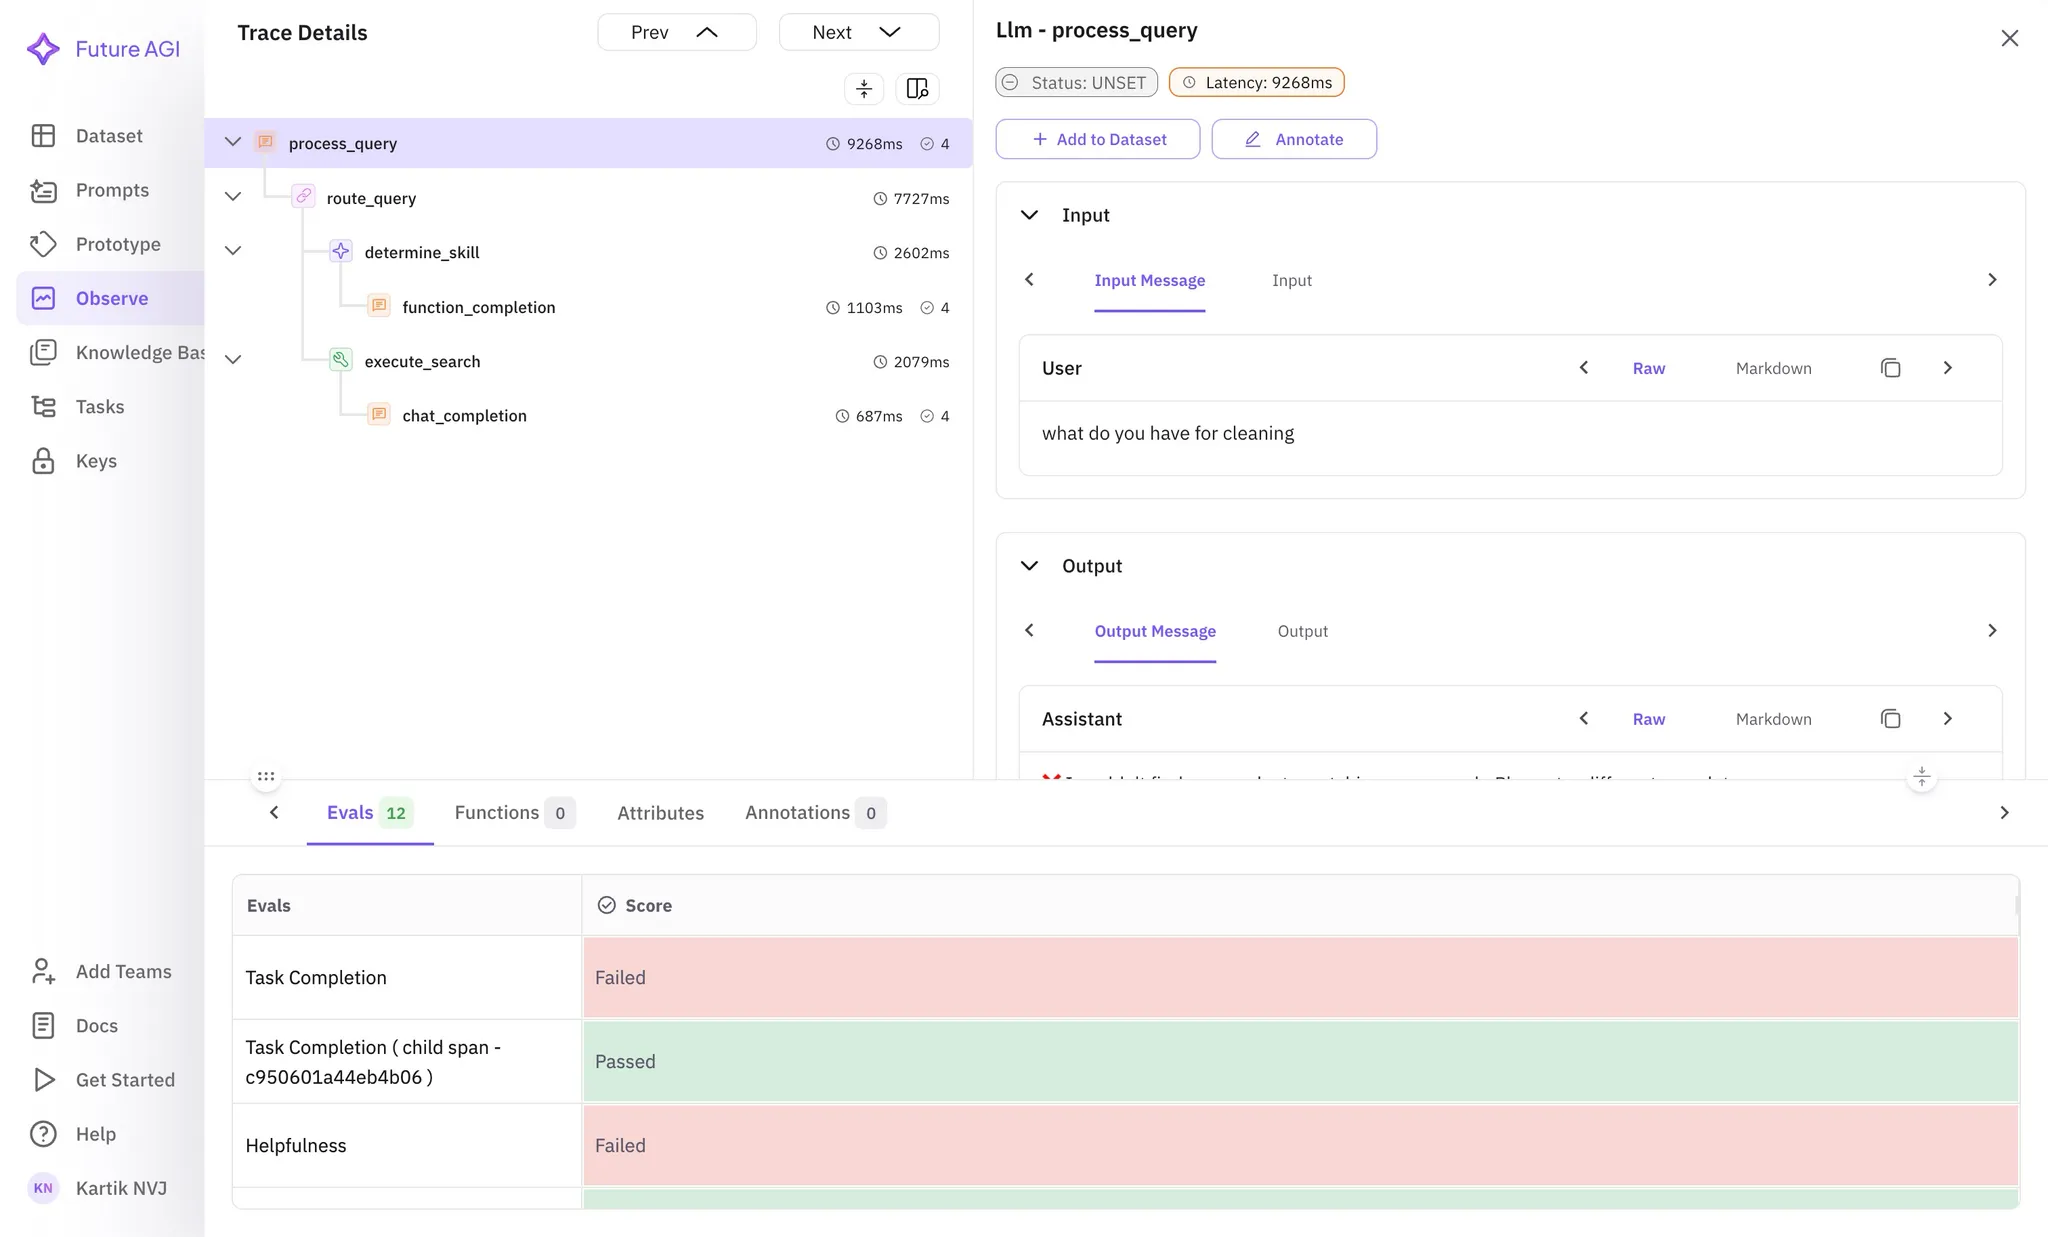 Future AGI
Dataset
Prompts
Prototype
Observe
Knowledge Bas
Tasks
Keys
Add Teams
Docs
Get Started
Help
KN Kartik NVJ
Trace Details
Prev
Next
process_query 9268ms 4
route_query 7727ms
determine_skill 2602ms
function_completion 1103ms 4
execute_search 2079ms
chat_completion 687ms 4
Llm - process_query
Status: UNSET Latency: 9268ms
+ Add to Dataset Annotate
Input
Input Message Input
User Raw Markdown
what do you have for cleaning
Output
Output Message Output
Assistant Raw Markdown
Evals 12 Functions 0 Attributes Annotations 0
Evals Score
Task Completion Failed
Task Completion ( child span - 
c950601a44eb4b06 ) Passed
Helpfulness Failed